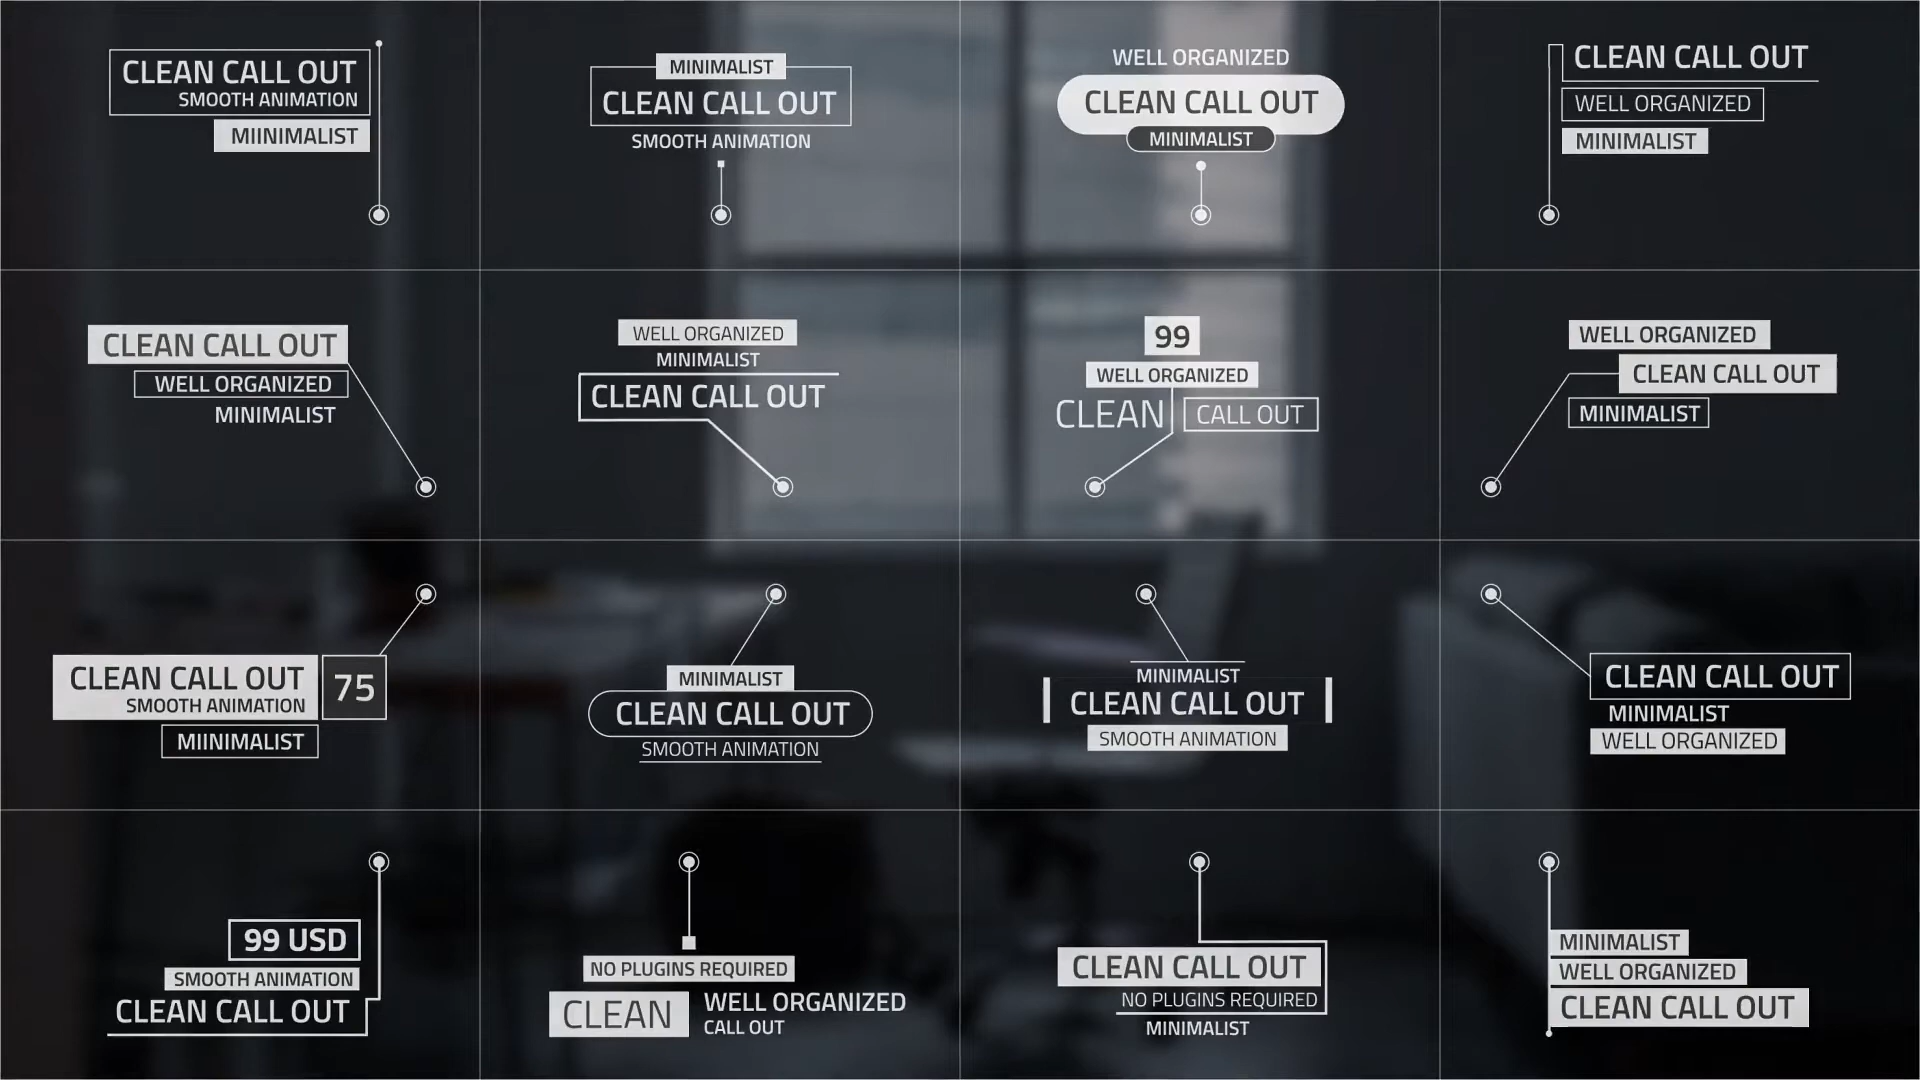 CLEAN CALL OUT
SMOOTH ANIMATION
MIINIMALIST
MINIMALIST
CLEAN CALL OUT
SMOOTH ANIMATION
WELL ORGANIZED
CLEAN CALL OUT
MINIMALIST
CLEAN CALL OUT
WELL ORGANIZED
MINIMALIST
CLEAN CALL OUT
WELL ORGANIZED
MINIMALIST
WELL ORGANIZED
MINIMALIST
CLEAN CALL OUT
99
WELL ORGANIZED
CLEAN CALL OUT
WELL ORGANIZED
CLEAN CALL OUT
MINIMALIST
CLEAN CALL OUT
SMOOTH ANIMATION
75
MIINIMALIST
MINIMALIST
CLEAN CALL OUT
SMOOTH ANIMATION
MINIMALIST
CLEAN CALL OUT
SMOOTH ANIMATION
CLEAN CALL OUT
MINIMALIST
WELL ORGANIZED
99 USD
SMOOTH ANIMATION
CLEAN CALL OUT
NO PLUGINS REQUIRED
CLEAN
WELL ORGANIZED
CALL OUT
CLEAN CALL OUT
NO PLUGINS REQUIRED
MINIMALIST
MINIMALIST
WELL ORGANIZED
CLEAN CALL OUT